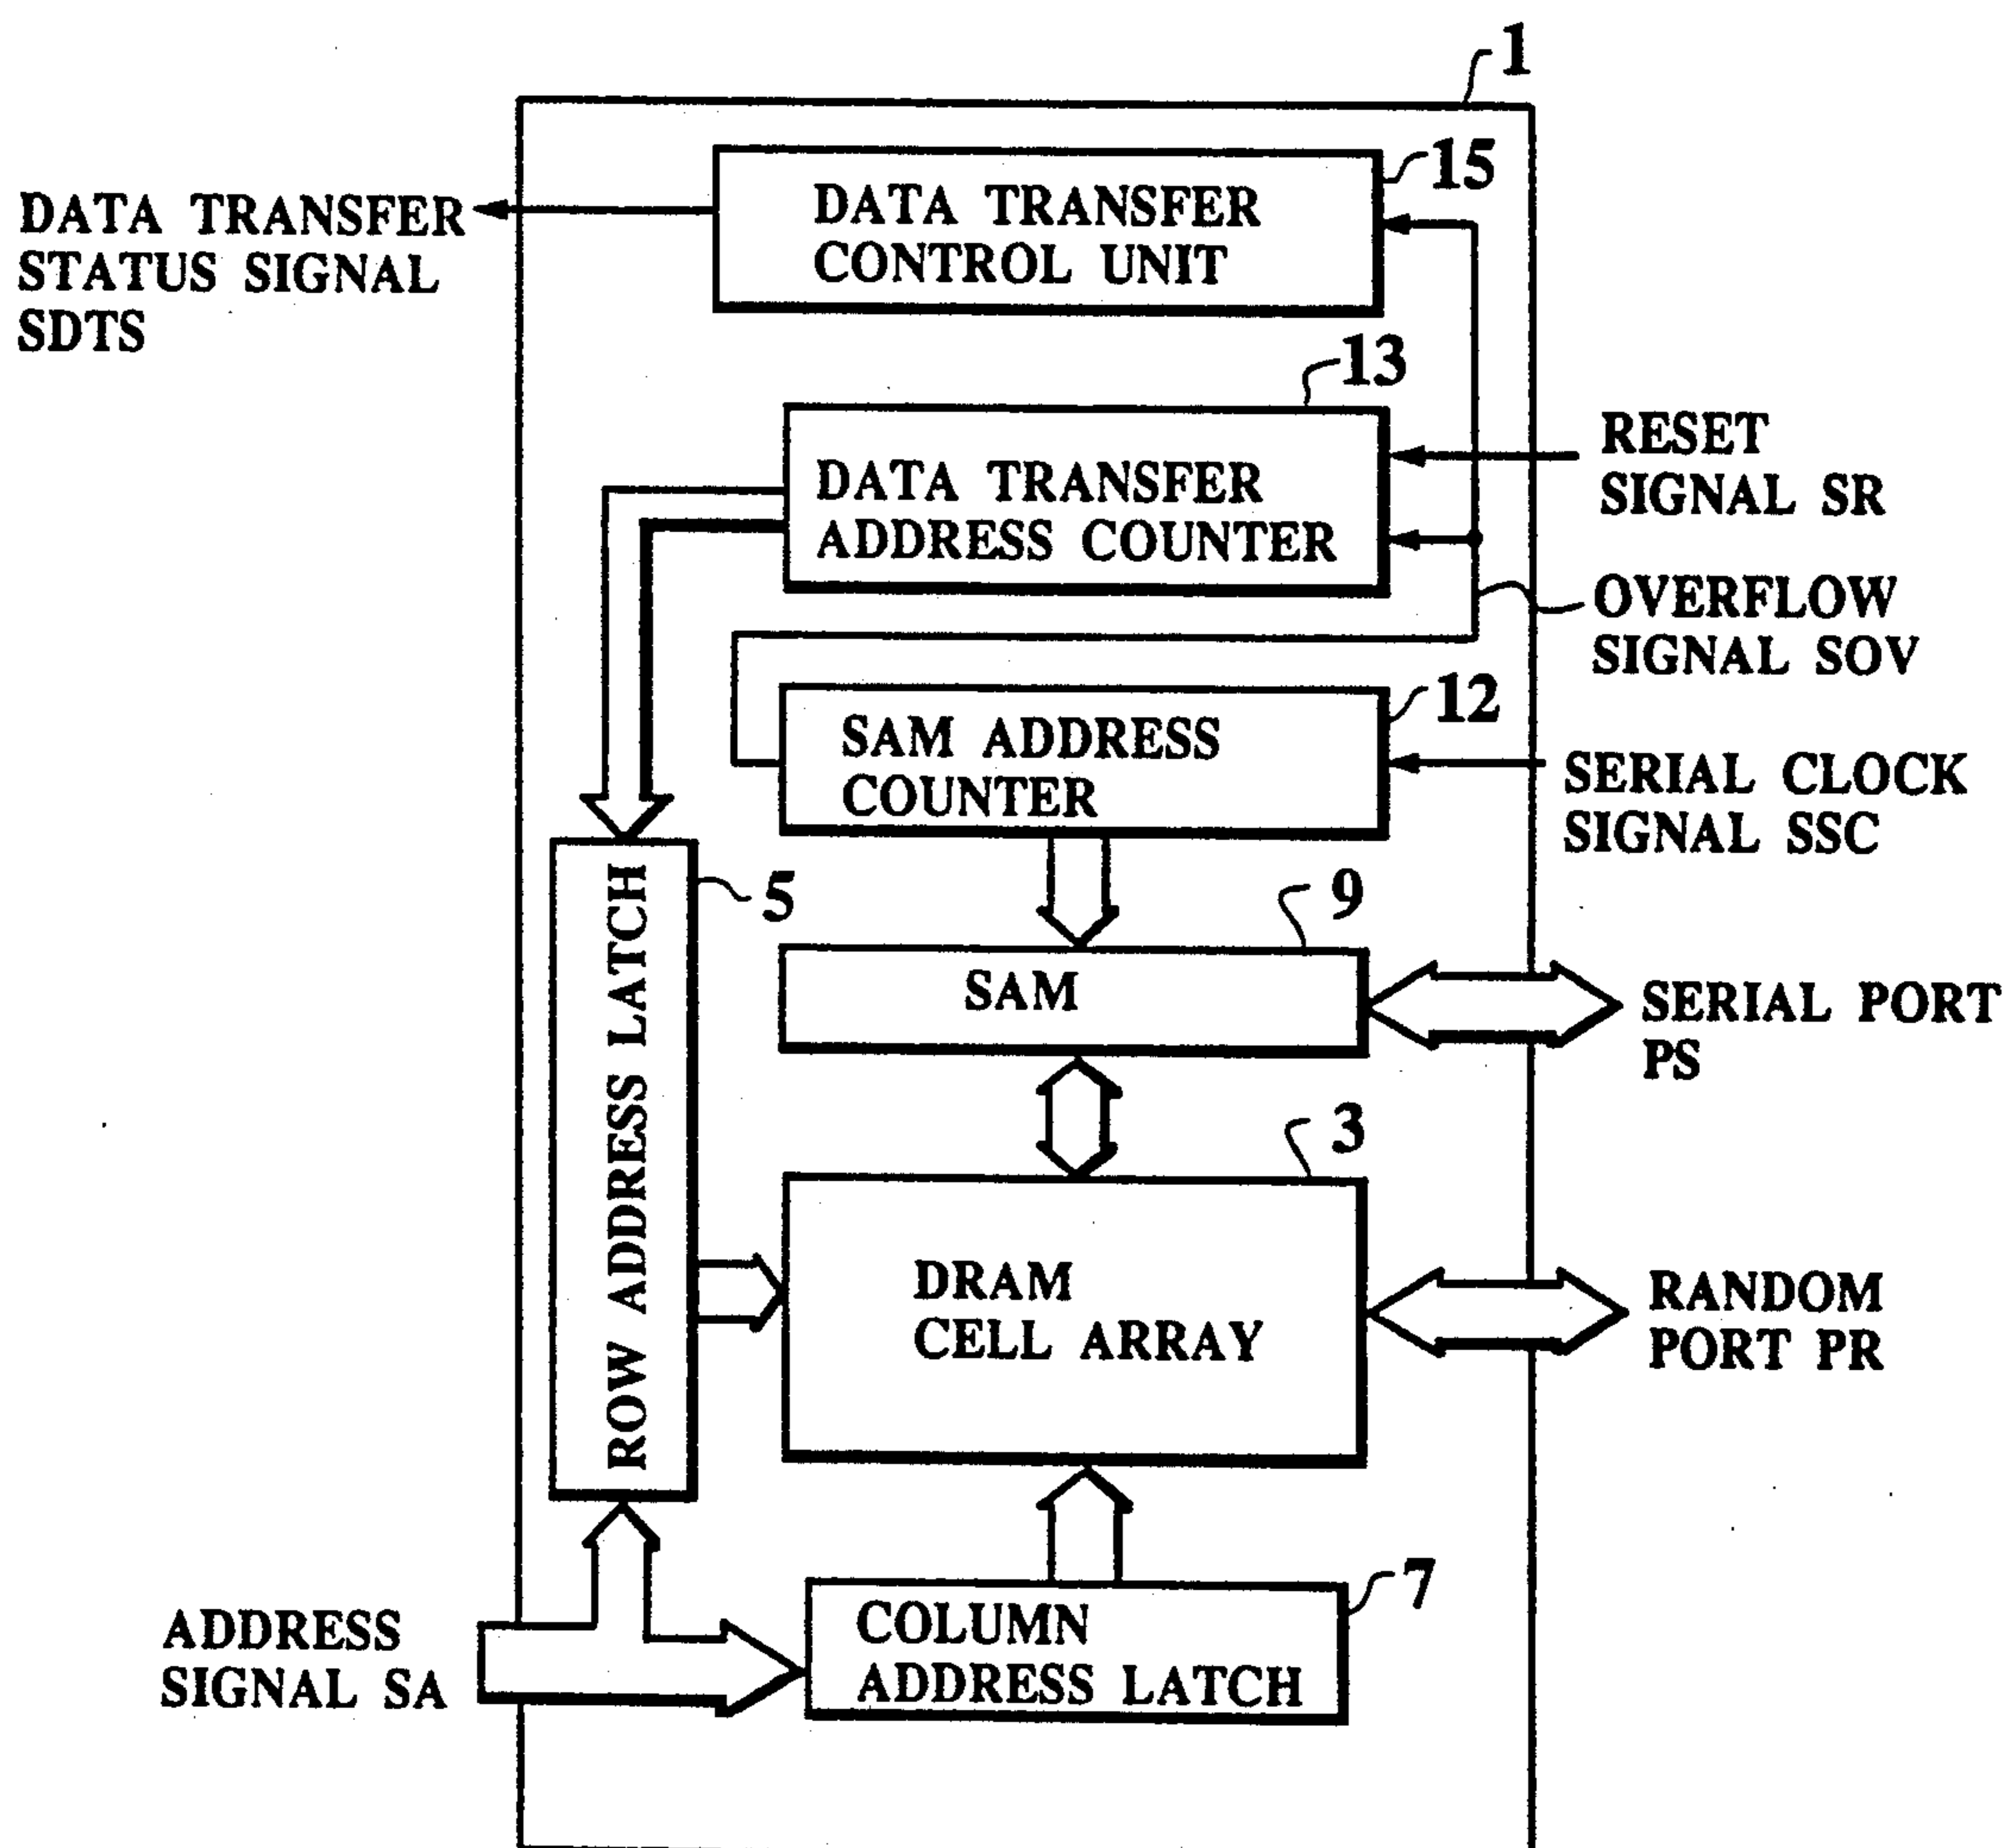 1
15
DATA TRANSFER
STATUS SIGNAL
SDTS
DATA TRANSFER
CONTROL UNIT
13
DATA TRANSFER
ADDRESS COUNTER
RESET
SIGNAL SR
OVERFLOW
SIGNAL SOV
12
SAM ADDRESS
COUNTER
SERIAL CLOCK
SIGNAL SSC
5
ROW ADDRESS LATCH
9
SAM
SERIAL PORT
PS
3
DRAM
CELL ARRAY
RANDOM
PORT PR
7
COLUMN
ADDRESS LATCH
ADDRESS
SIGNAL SA